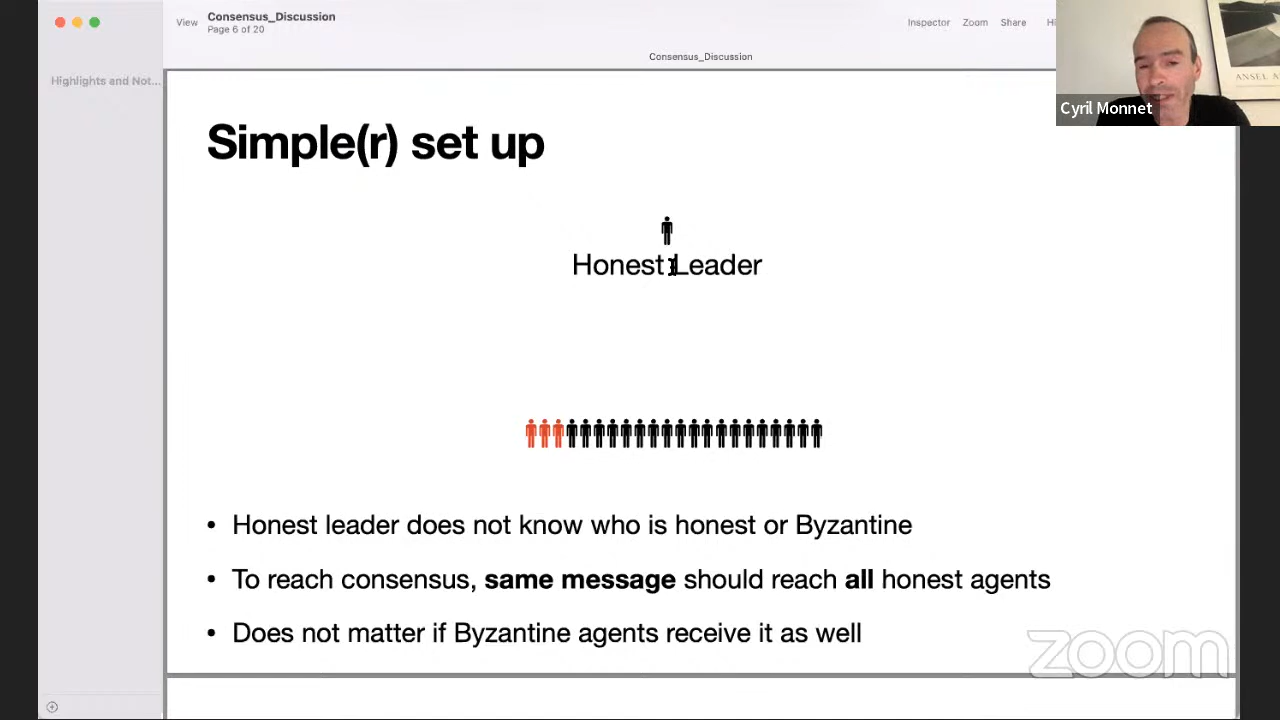 View
Consensus_Discussion
Page 6 of 20
Inspector
Zoom
Share
Consensus_Discussion
Highlights and Not...
Cyril Monnet
Simple(r) set up
Honest Leader
• Honest leader does not know who is honest or Byzantine
• To reach consensus, same message should reach all honest agents
• Does not matter if Byzantine agents receive it as well
zoom